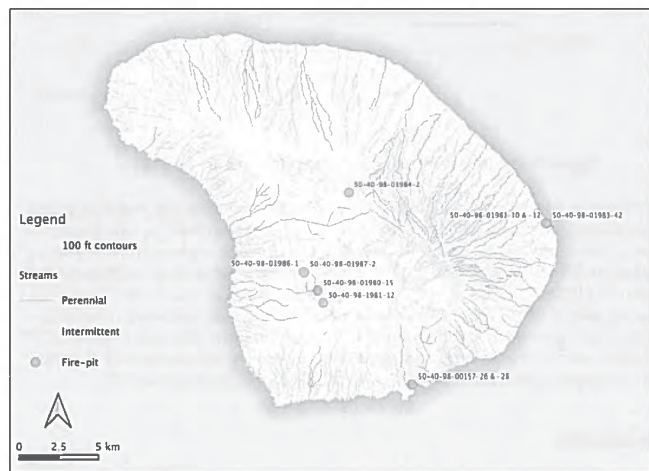 50-40-98-01984-2
50-40-98-01983-30 & -32
50-40-98-01983-42
Legend
100 ft contours
50-40-98-01986-1
50-40-98-01987-2
Streams
50-40-98-01980-15
50-40-98-1981-12
Perennial
Intermittent
Fire-pit
50-40-98-00157-26 & -28
0 2.5 5 km